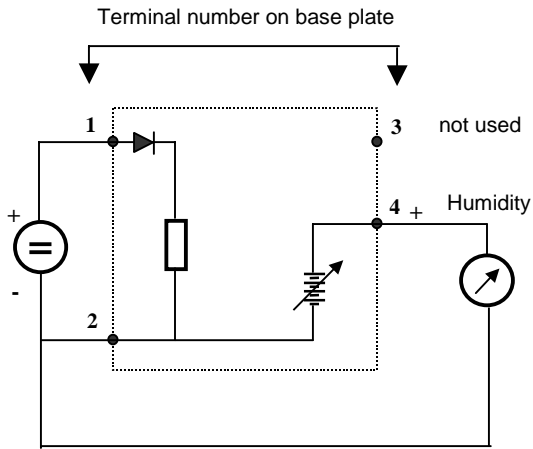 Terminal number on base plate
1
3 not used
4 + Humidity
+
=
-
2